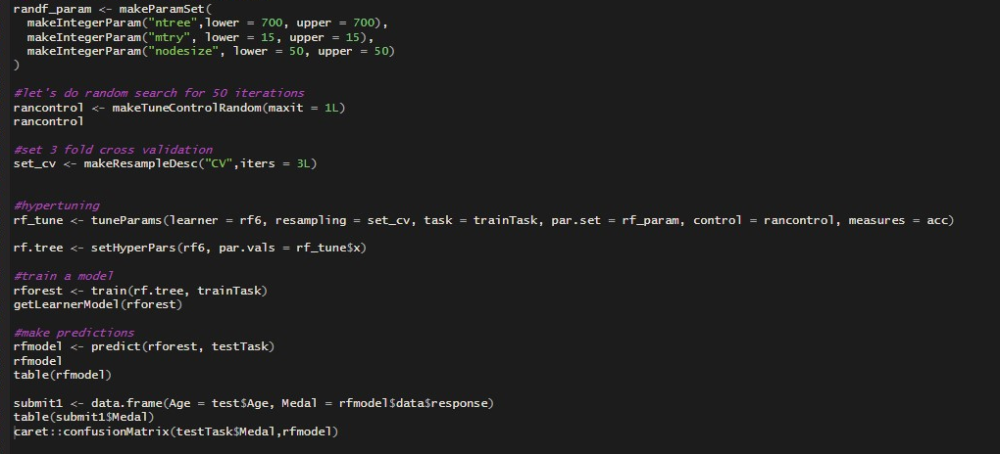 randf_param <- makeParamSet(
makeIntegerParam("ntree",lower = 700, upper = 700),
makeIntegerParam("mtry", lower = 15, upper = 15),
makeIntegerParam("nodesize", lower = 50, upper = 50)
)
#let's do random search for 50 iterations
rancontrol <- makeTuneControlRandom(maxit = 1L)
rancontrol
#set 3 fold cross validation
set_cv <- makeResampleDesc("CV",iters = 3L)
#hypertuning
rf_tune <- tuneParams(learner = rf6, resampling = set_cv, task = trainTask, par.set = rf_param, control = rancontrol, measures = acc)
rf.tree <- setHyperPars(rf6, par.vals = rf_tune$x)
#train a model
rforest <- train(rf.tree, trainTask)
getLearnerModel(rforest)
#make predictions
rfmodel <- predict(rforest, testTask)
rfmodel
table(rfmodel)
submit1 <- data.frame(Age = test$Age, Medal = rfmodel$data$response)
table(submit1$Medal)
caret::confusionMatrix(testTask$Medal,rfmodel)